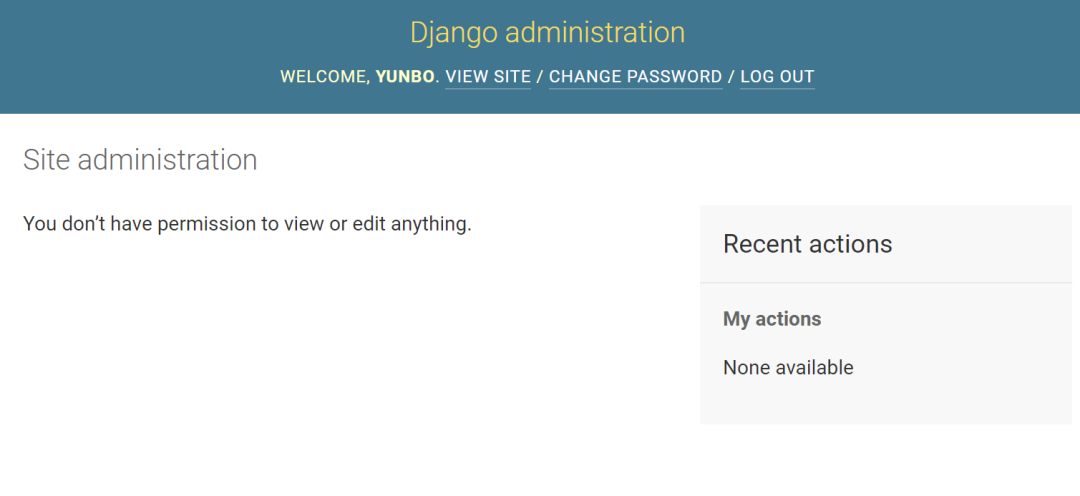 Django administration
WELCOME, YUNBO. VIEW SITE / CHANGE PASSWORD / LOG OUT
Site administration
You don’t have permission to view or edit anything.
Recent actions
My actions
None available